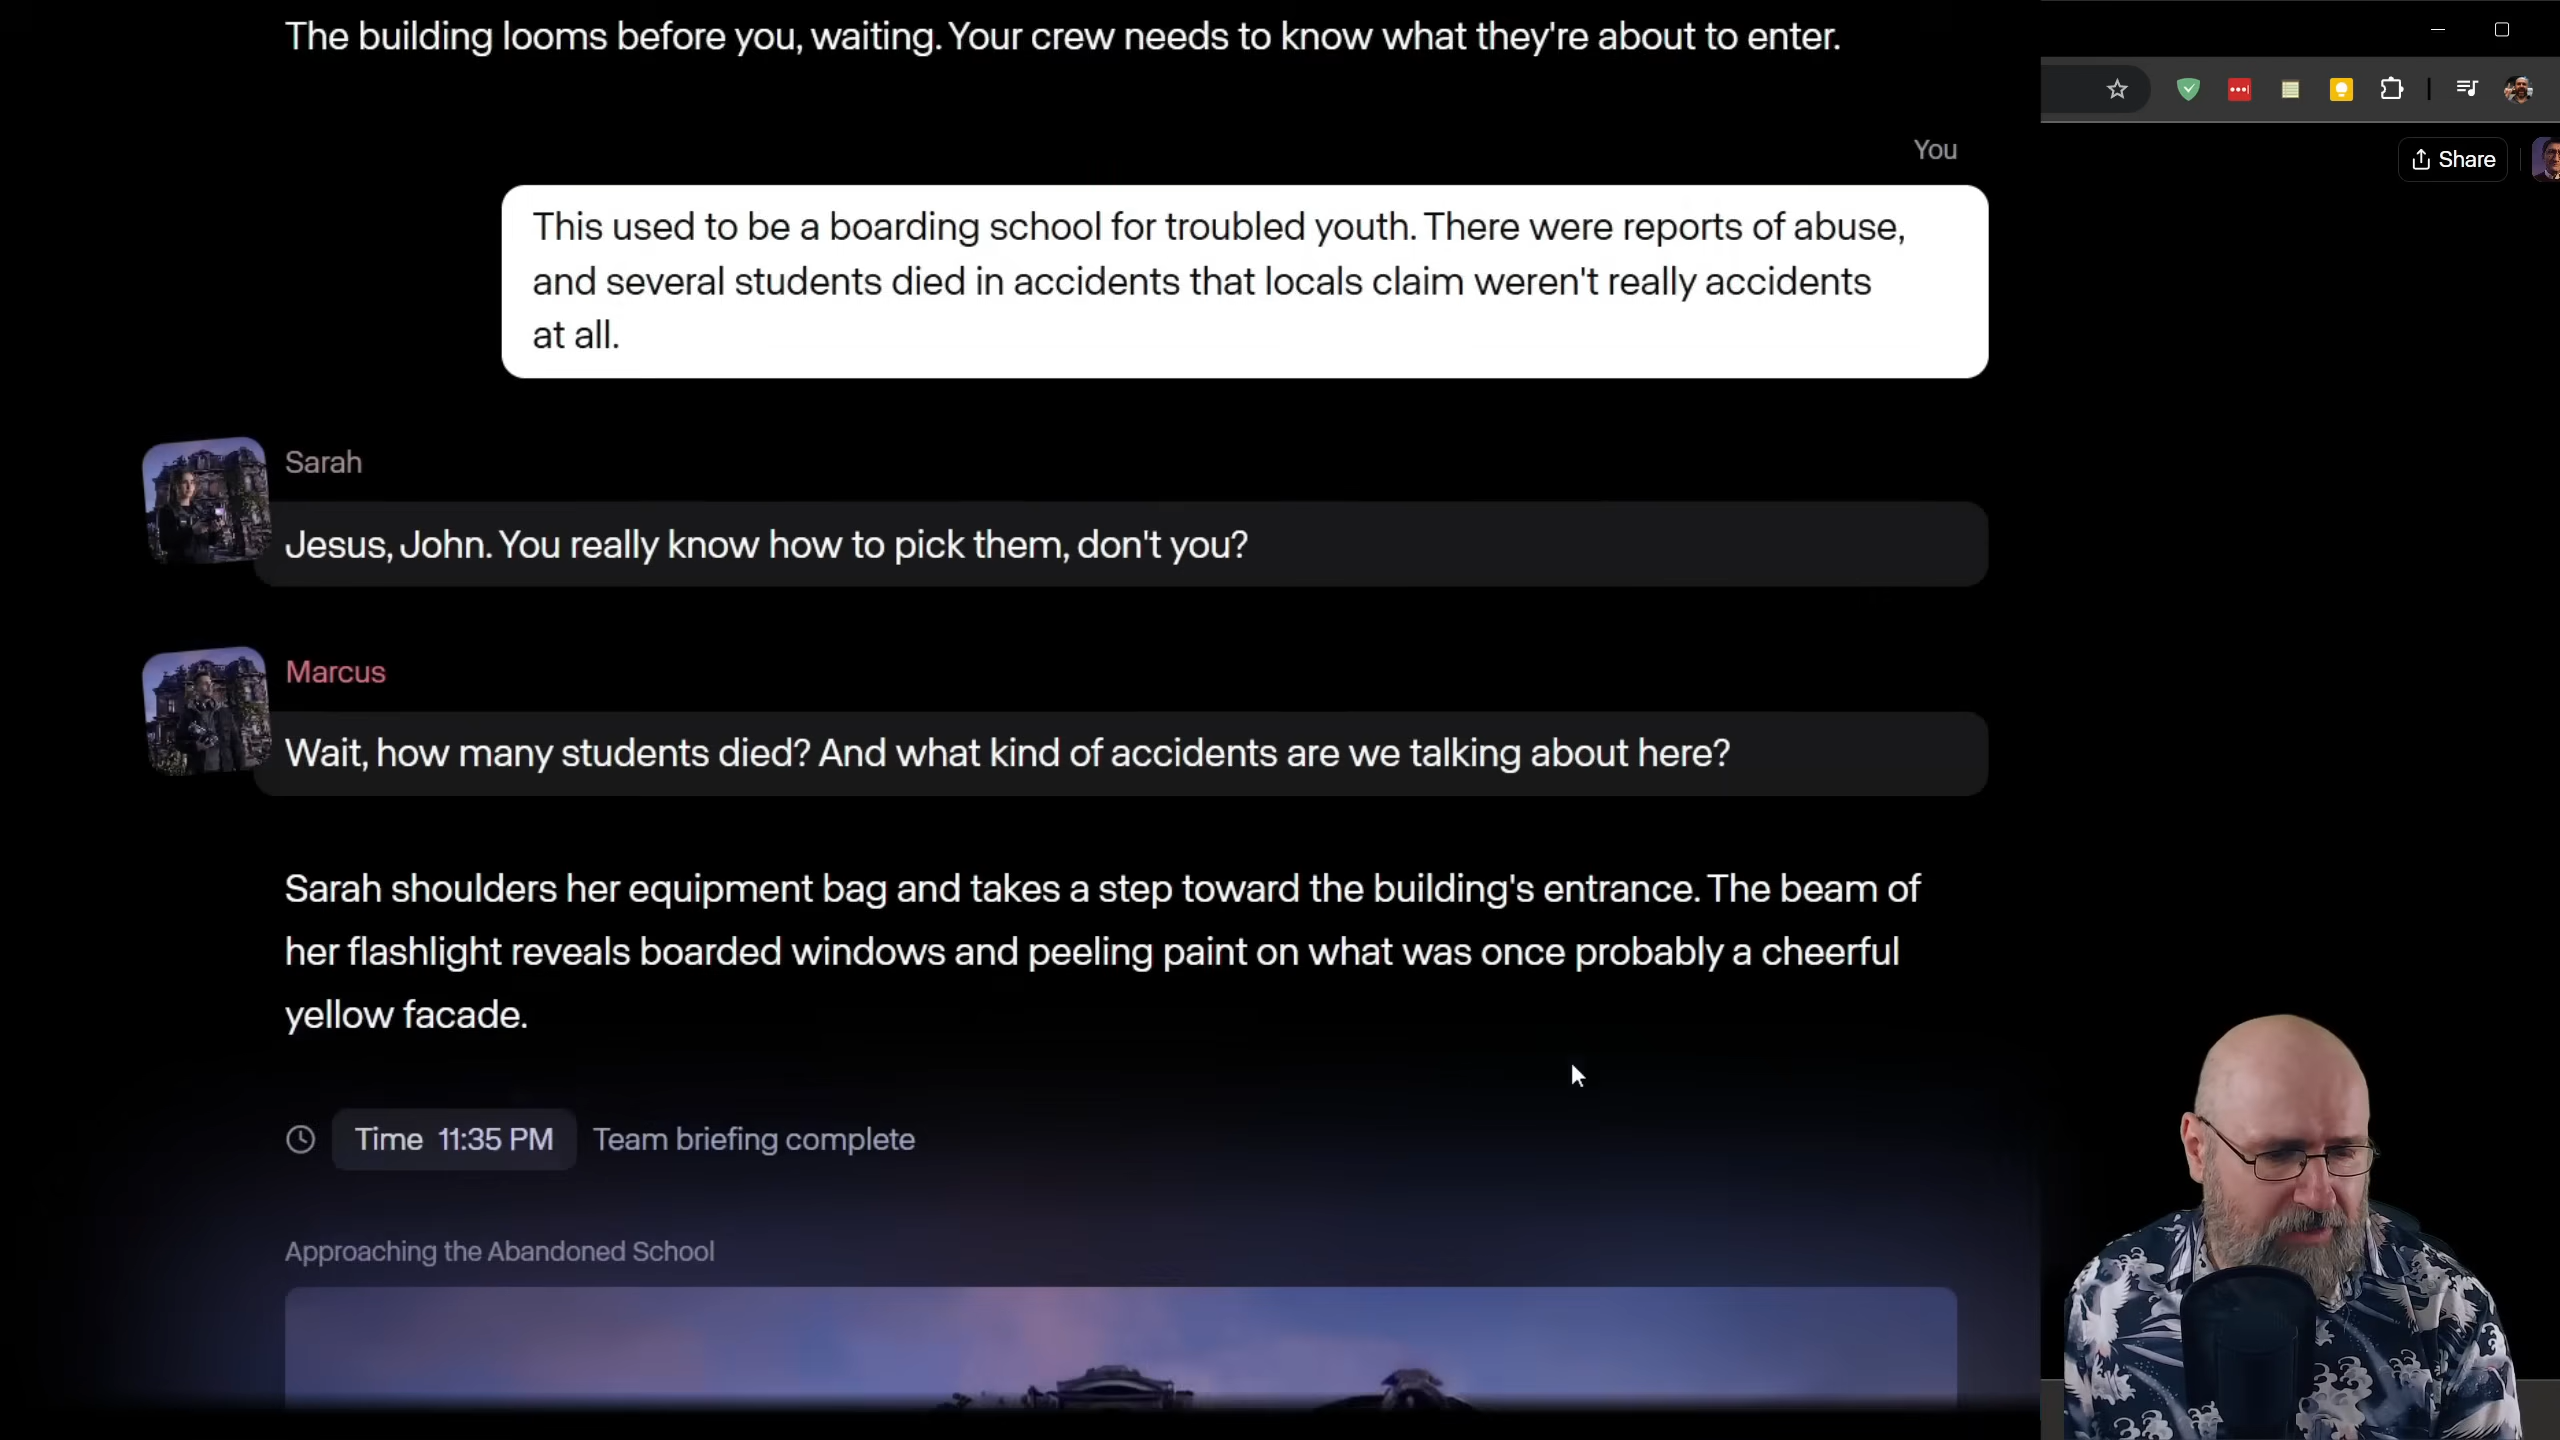 The building looms before you, waiting. Your crew needs to know what they're about to enter.
You
This used to be a boarding school for troubled youth. There were reports of abuse,
and several students died in accidents that locals claim weren't really accidents
at all.
Share
Sarah
Jesus, John. You really know how to pick them, don't you?
Marcus
Wait, how many students died? And what kind of accidents are we talking about here?
Sarah shoulders her equipment bag and takes a step toward the building's entrance. The beam of
her flashlight reveals boarded windows and peeling paint on what was once probably a cheerful
yellow facade.
Time 11:35 PM Team briefing complete
Approaching the Abandoned School